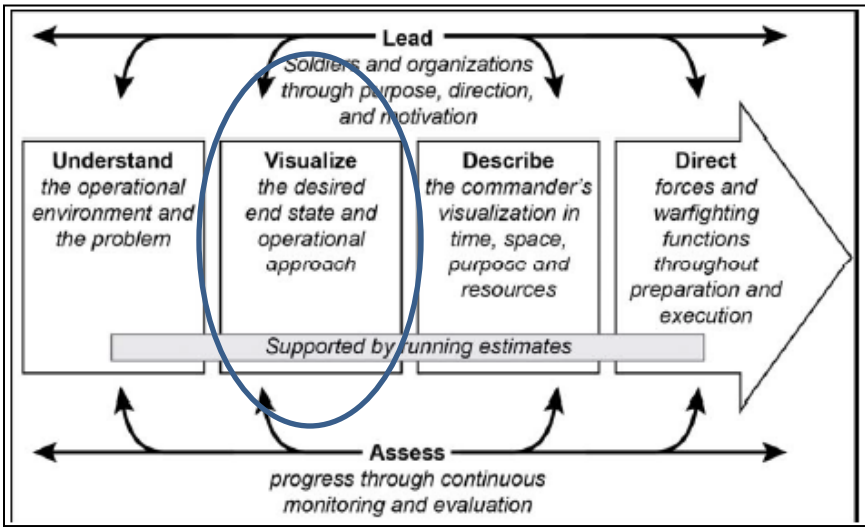 Lead
Soldiers and organizations
through purpose, direction,
and motivation
Understand
the operational
environment and
the problem
Visualize
the desired
end state and
operational
approach
Describe
the commander's
visualization in
time, space,
purpose and
resources
Direct
forces and
warfighting
functions
throughout
preparation and
execution
Supported by running estimates
Assess
progress through continuous
monitoring and evaluation